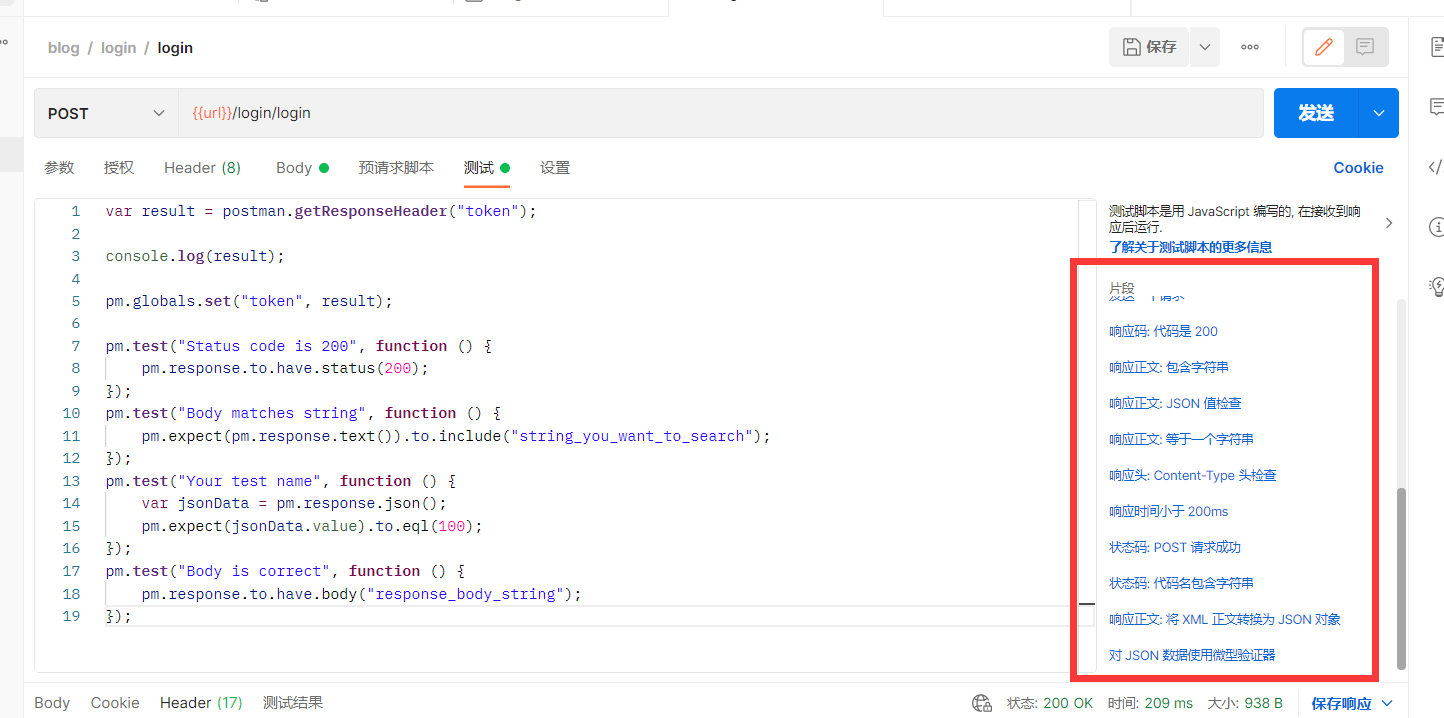 blog / login / login
保存
POST
{{url}}/login/login
发送
参数
授权
Header (8)
Body
预请求脚本
测试
设置
Cookie
1 var result = postman.getResponseHeader("token");
2
3 console.log(result);
4
5 pm.globals.set("token", result);
6
7 pm.test("Status code is 200", function () {
8 pm.response.to.have.status(200);
9 });
10 pm.test("Body matches string", function () {
11 pm.expect(pm.response.text()).to.include("string_you_want_to_search");
12 });
13 pm.test("Your test name", function () {
14 var jsonData = pm.response.json();
15 pm.expect(jsonData.value).to.eql(100);
16 });
17 pm.test("Body is correct", function () {
18 pm.response.to.have.body("response_body_string");
19 });
测试脚本是用 JavaScript 编写的, 在接收到响
应后运行.
了解关于测试脚本的更多信息
片段
响应码: 代码是 200
响应正文: 包含字符串
响应正文: JSON 值检查
响应正文: 等于一个字符串
响应头: Content-Type 头检查
响应时间小于 200ms
状态码: POST 请求成功
状态码: 代码名包含字符串
响应正文: 将 XML 正文转换为 JSON 对象
对 JSON 数据使用微型验证器
Body
Cookie
Header (17)
测试结果
状态: 200 OK
时间: 209 ms
大小: 938 B
保存响应